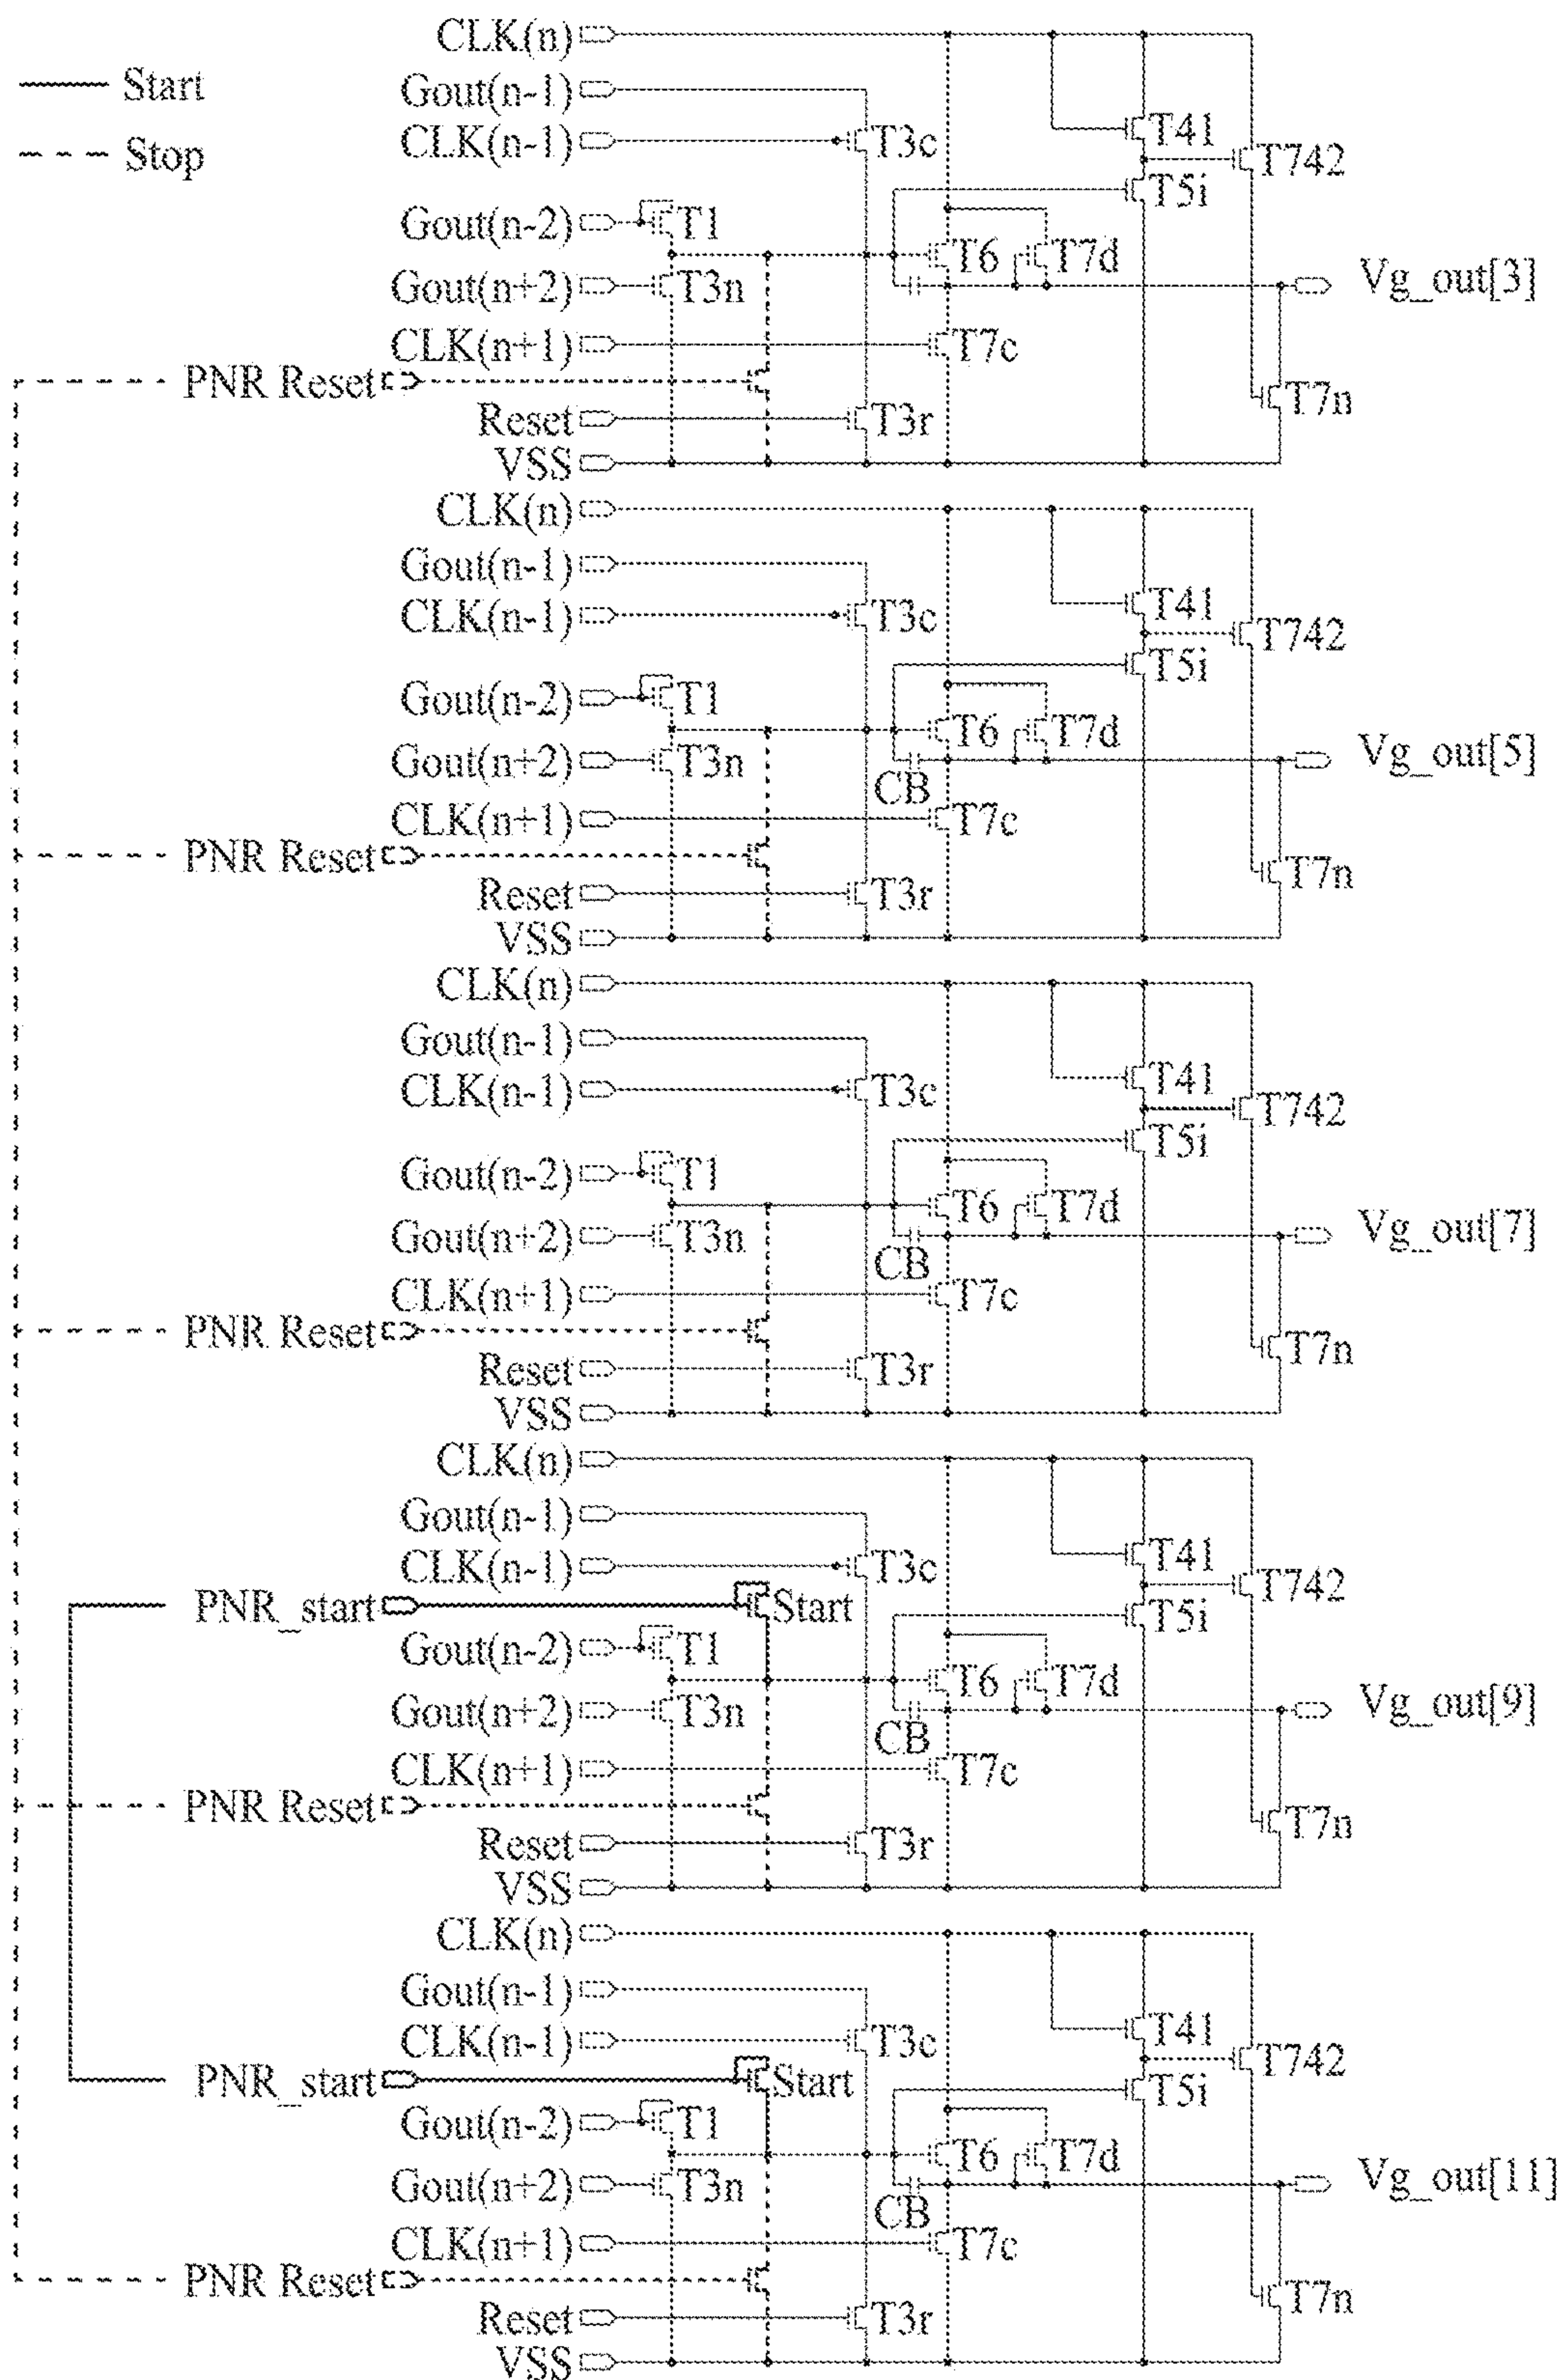 CLK(n)
Start
Gout(n-1)
Stop
CLK(n-1)
T3c
T41
T742
T5i
Gout(n-2)
T1
T6
T7d
Gout(n+2)
T3n
Vg_out[3]
CLK(n+1)
T7c
PNR Reset
T7n
Reset
T3r
VSS
CLK(n)
Gout(n-1)
CLK(n-1)
T3c
T41
T742
T5i
Gout(n-2)
T1
T6
T7d
Gout(n+2)
T3n
Vg_out[5]
CB
CLK(n+1)
T7c
PNR Reset
T7n
Reset
T3r
VSS
CLK(n)
Gout(n-1)
CLK(n-1)
T3c
T41
T742
T5i
Gout(n-2)
T1
T6
T7d
Gout(n+2)
T3n
Vg_out[7]
CB
CLK(n+1)
T7c
PNR Reset
T7n
Reset
T3r
VSS
CLK(n)
Gout(n-1)
CLK(n-1)
T3c
T41
T742
PNR_start
Start
T5i
Gout(n-2)
T1
T6
T7d
Gout(n+2)
T3n
Vg_out[9]
CB
CLK(n+1)
T7c
PNR Reset
T7n
Reset
T3r
VSS
CLK(n)
Gout(n-1)
CLK(n-1)
T3c
T41
T742
PNR_start
Start
T5i
Gout(n-2)
T1
T6
T7d
Gout(n+2)
T3n
Vg_out[11]
CB
CLK(n+1)
T7c
PNR Reset
T7n
Reset
T3r
VSS